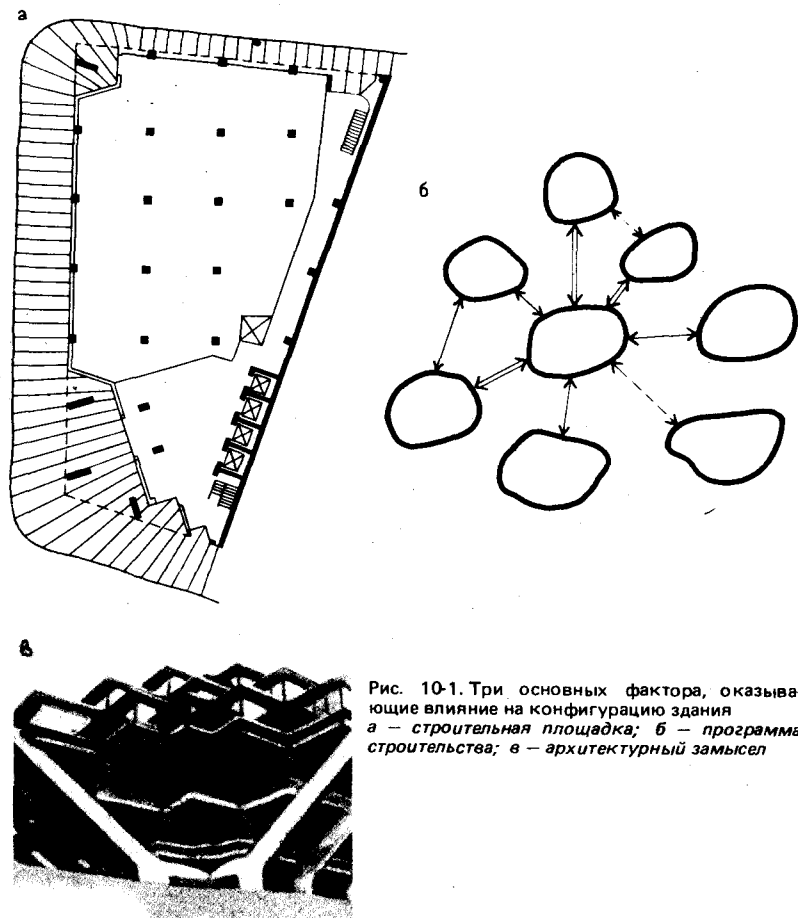 а
б
в
Рис. 10-1. Три основных фактора, оказыва-
ющие влияние на конфигурацию здания
а — строительная площадка; б — программа
строительства; в — архитектурный замысел